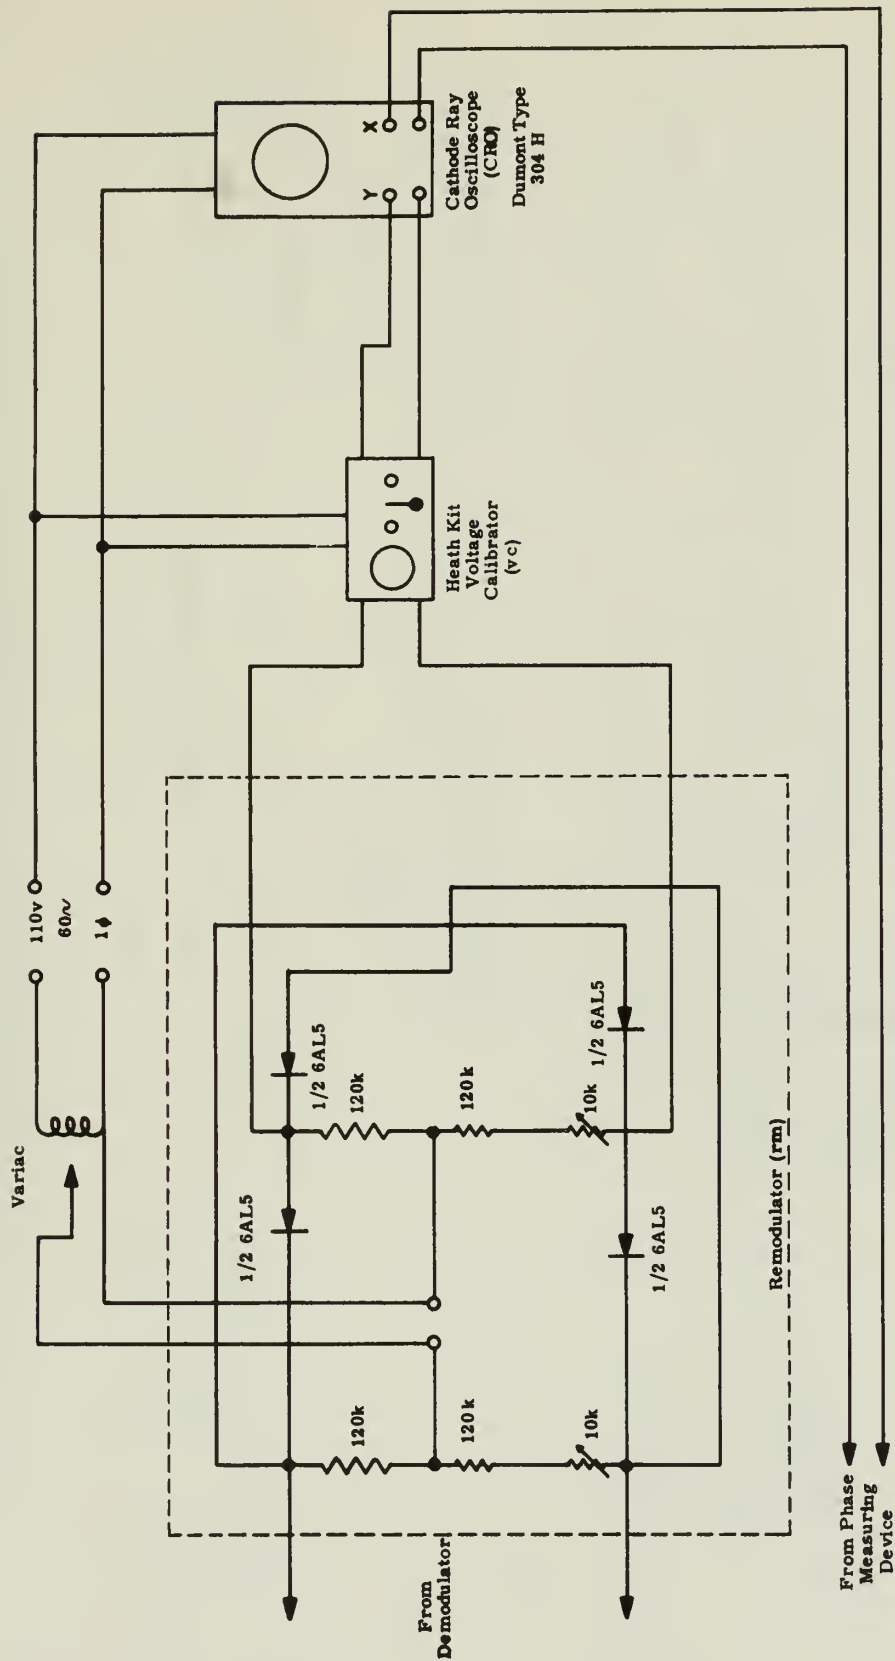 Variac
110v
60~
1ϕ
Y X
Cathode Ray
Oscilloscope
(CRO)
Dumont Type
304 H
Heath Kit
Voltage
Calibrator
(vc)
1/2 6AL5
1/2 6AL5
120k
120k
120k
120k
10k
10k
1/2 6AL5
1/2 6AL5
Remodulator (rm)
From
Demodulator
From Phase
Measuring
Device